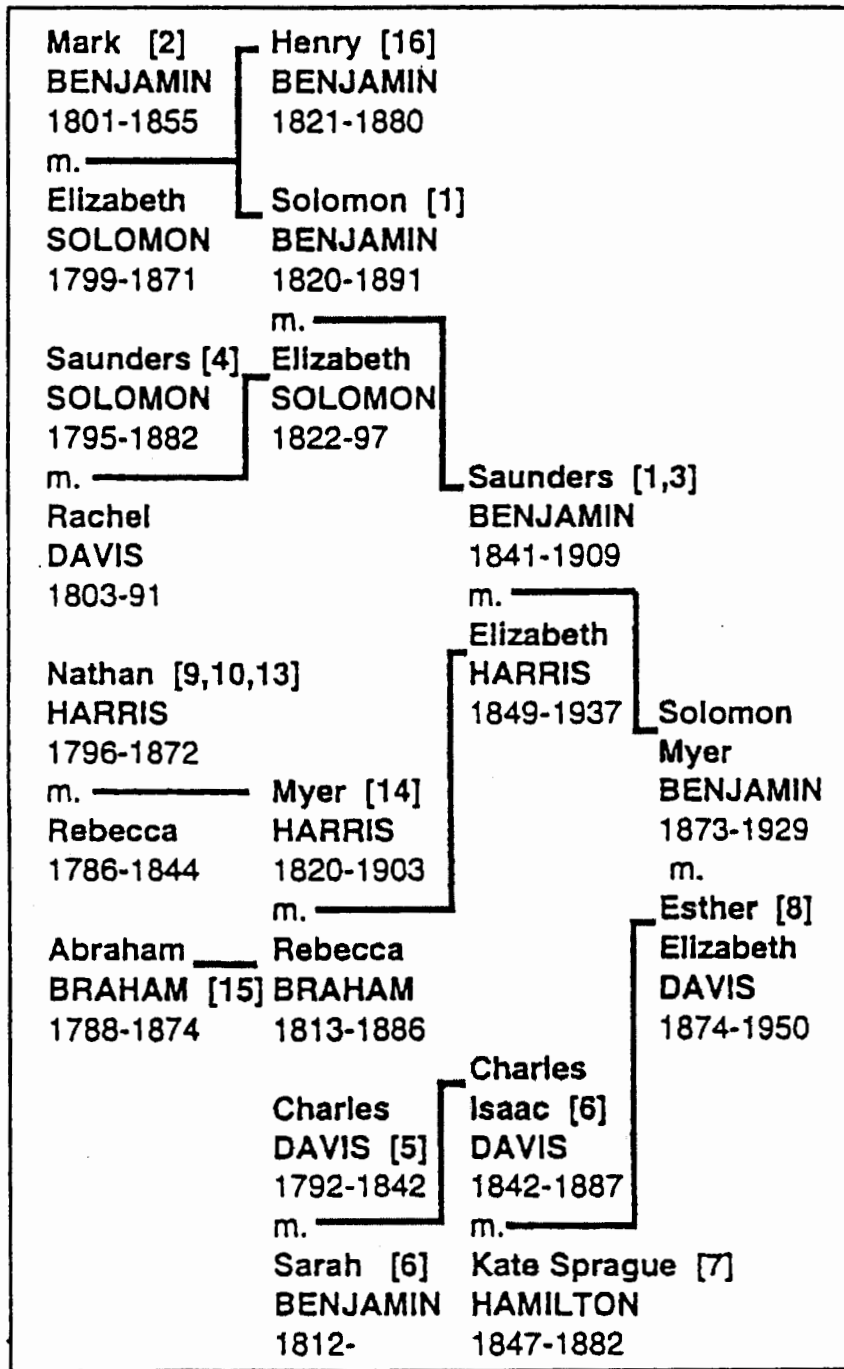 Mark [2]
BENJAMIN
1801-1855
m.
Elizabeth
SOLOMON
1799-1871
Saunders [4]
SOLOMON
1795-1882
m.
Rachel
DAVIS
1803-91
Nathan [9,10,13]
HARRIS
1796-1872
m.
Rebecca
1786-1844
Abraham
BRAHAM [15]
1788-1874
Henry [16]
BENJAMIN
1821-1880
Solomon [1]
BENJAMIN
1820-1891
m.
Elizabeth
SOLOMON
1822-97
Myer [14]
HARRIS
1820-1903
m.
Rebecca
BRAHAM
1813-1886
Charles
DAVIS [5]
1792-1842
m.
Sarah [6]
BENJAMIN
1812-
Saunders [1,3]
BENJAMIN
1841-1909
m.
Elizabeth
HARRIS
1849-1937
Charles
Isaac [6]
DAVIS
1842-1887
m.
Kate Sprague [7]
HAMILTON
1847-1882
Solomon
Myer
BENJAMIN
1873-1929
m.
Esther [8]
Elizabeth
DAVIS
1874-1950